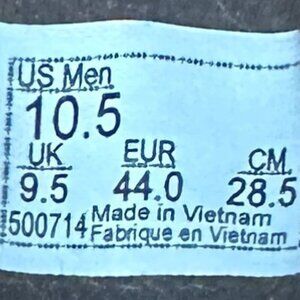 US Men
10.5
UK EUR CM
9.5 44.0 28.5
500714 Made in Vietnam
Fabrique en Vietnam